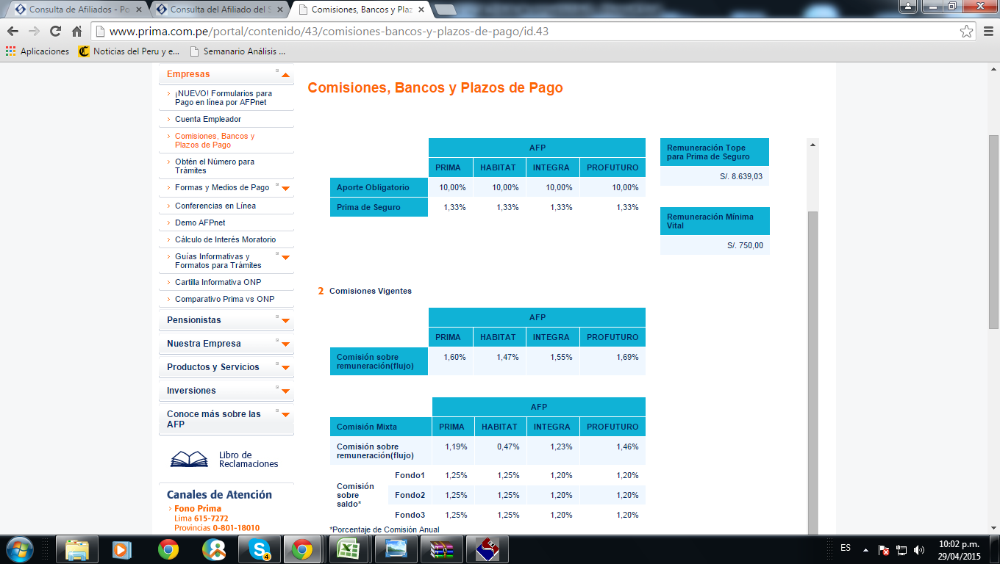 Consulta de Afiliados - Po
Consulta del Afiliado del S
Comisiones, Bancos y Plaz
www.prima.com.pe/portal/contenido/43/comisiones-bancos-y-plazos-de-pago/id.43
Aplicaciones
Noticias del Peru y e...
Semanario Análisis ...
Empresas
¡NUEVO! Formularios para
Pago en línea por AFPnet
Cuenta Empleador
Comisiones, Bancos y
Plazos de Pago
Obtén el Número para
Trámites
Formas y Medios de Pago
Conferencias en Línea
Demo AFPnet
Cálculo de Interés Moratorio
Guías Informativas y
Formatos para Trámites
Cartilla Informativa ONP
Comparativo Prima vs ONP
Pensionistas
Nuestra Empresa
Productos y Servicios
Inversiones
Conoce más sobre las
AFP
Libro de
Reclamaciones
Canales de Atención
Fono Prima
Lima 615-7272
Provincias 0-801-18010
Comisiones, Bancos y Plazos de Pago
AFP
PRIMA HABITAT INTEGRA PROFUTURO
Aporte Obligatorio 10,00% 10,00% 10,00% 10,00%
Prima de Seguro 1,33% 1,33% 1,33% 1,33%
Remuneración Tope
para Prima de Seguro
S/. 8.639,03
Remuneración Mínima
Vital
S/. 750,00
2 Comisiones Vigentes
AFP
PRIMA HABITAT INTEGRA PROFUTURO
Comisión sobre
remuneración(flujo) 1,60% 1,47% 1,55% 1,69%
AFP
Comisión Mixta PRIMA HABITAT INTEGRA PROFUTURO
Comisión sobre
remuneración(flujo) 1,19% 0,47% 1,23% 1,46%
Comisión
sobre
saldo*
Fondo1 1,25% 1,25% 1,20% 1,20%
Fondo2 1,25% 1,25% 1,20% 1,20%
Fondo3 1,25% 1,25% 1,20% 1,20%
*Porcentaje de Comisión Anual
4
ES
10:02 p.m.
29/04/2015